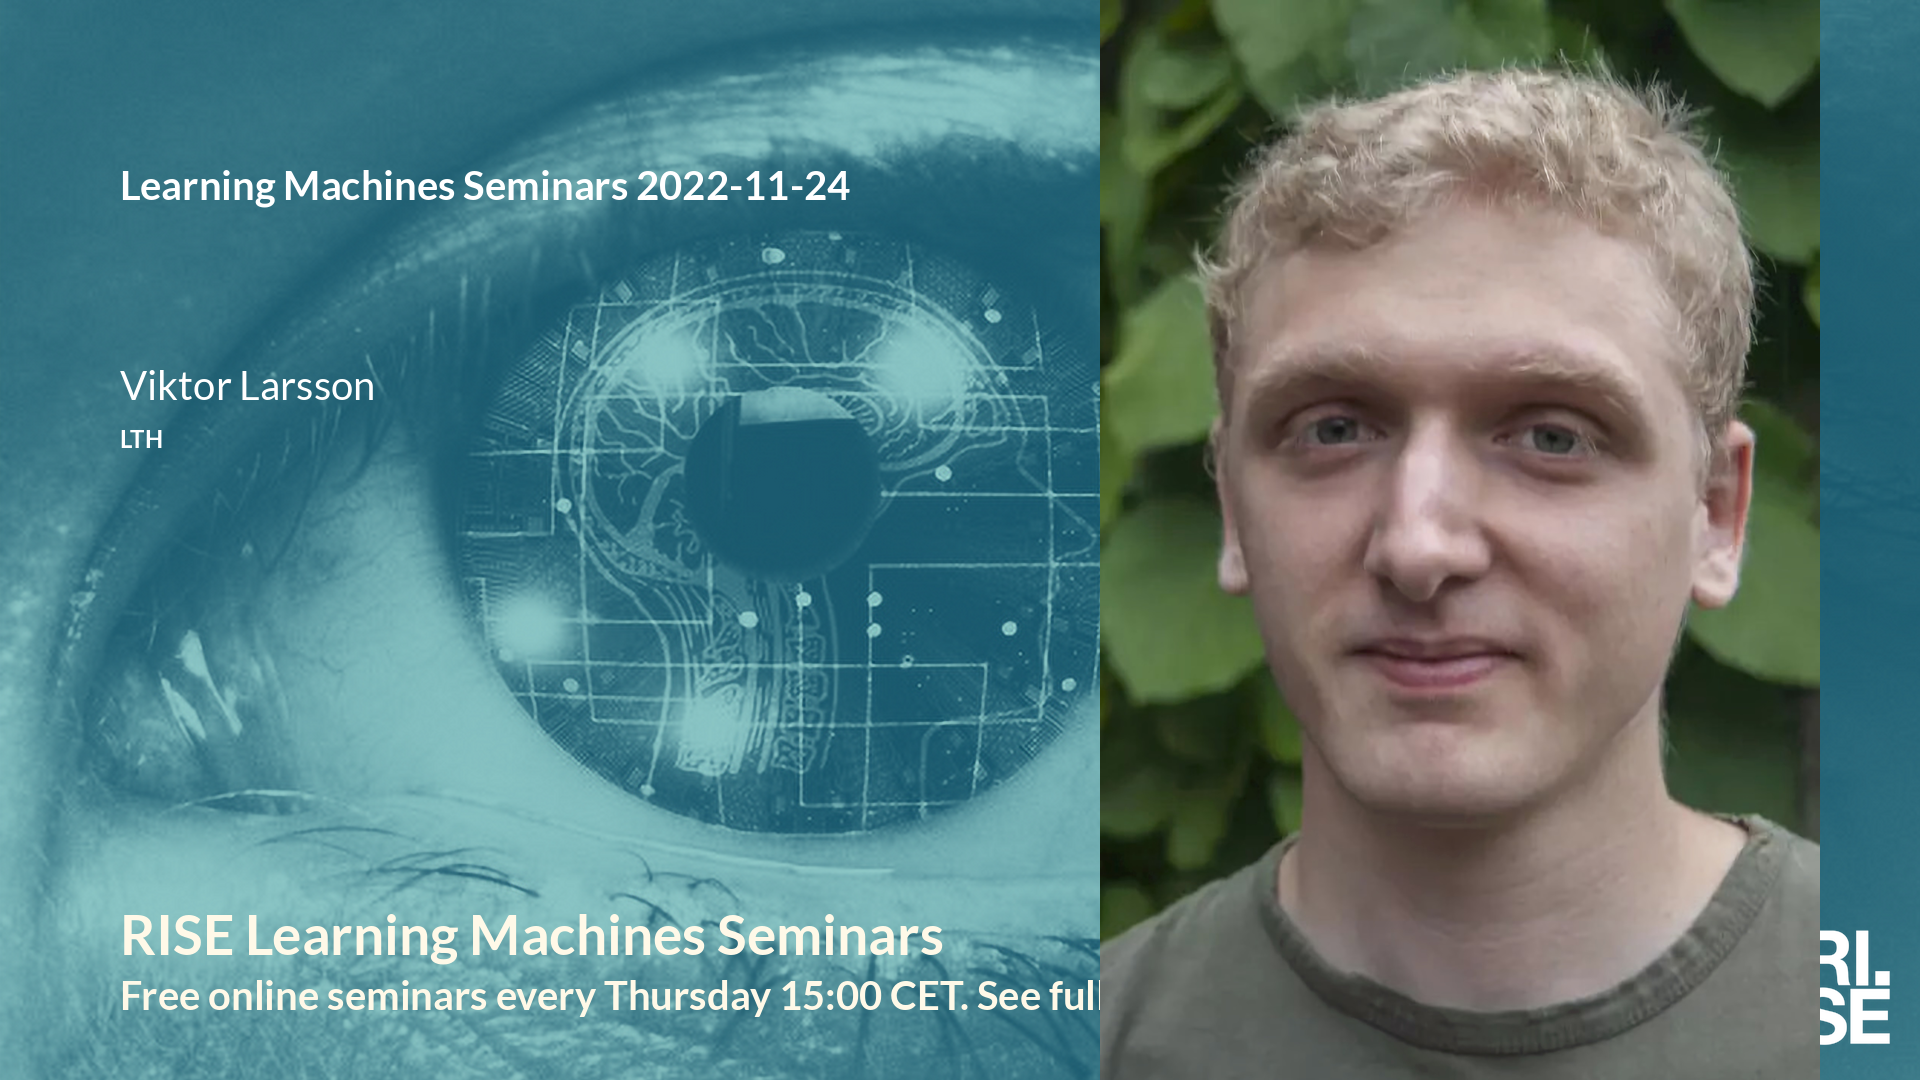 Learning Machines Seminars 2022-11-24
Viktor Larsson
LTH
RISE Learning Machines Seminars
Free online seminars every Thursday 15:00 CET. See full
RI.
SE